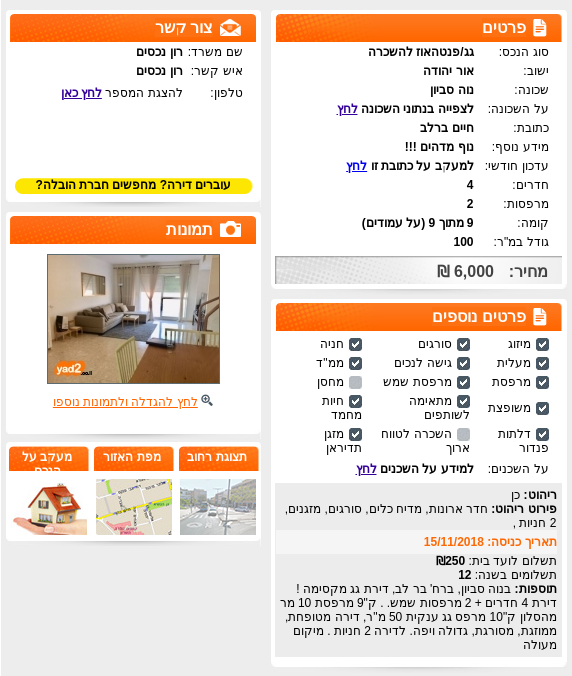 פרטים
סוג הנכס: גג/פנטהאוז להשכרה
ישוב: אור יהודה
שכונה: נוה סביון
על השכונה: לצפייה בנתוני השכונה לחץ
כתובת: חיים ברלב
מידע נוסף: נוף מדהים !!!
עדכון חודשי: למעקב על כתובת זו לחץ
חדרים: 4
מרפסות: 2
קומה: 9 מתוך 9 (על עמודים)
גודל במ"ר: 100
מחיר: 6,000 ₪
פרטים נוספים
מיזוג סורגים חניה
מעלית גישה לנכים ממ"ד
מרפסת מרפסת שמש מחסן
משופצת מתאימה לשותפים חיות מחמד
דלתות פנדור השכרה לטווח ארוך מזגן תדיראן
על השכנים: למידע על השכנים לחץ
ריהוט: כן
פירוט ריהוט: חדר ארונות, מדיח כלים, סורגים, מזגנים,
2 חניות ,
תאריך כניסה: 15/11/2018
תשלום לועד בית: 250₪
תשלומים בשנה: 12
תוספות: בנוה סביון, ברח' בר לב, דירת גג מקסימה !
דירת 4 חדרים + 2 מרפסות שמש. . ק"9 מרפסת 10 מר
מהסלון ק"10 מרפס גג ענקית 50 מ"ר, דירה מטופחת,
ממוזגת, מסורגת, גדולה ויפה. לדירה 2 חניות . מיקום
מעולה
צור קשר
שם משרד: רון נכסים
איש קשר: רון נכסים
טלפון: להצגת המספר לחץ כאן
עוברים דירה? מחפשים חברת הובלה?
תמונות
yad2
.co.il
לחץ להגדלה ולתמונות נוספו
תצוגת רחוב
מפת האזור
מעקב על
הנכס